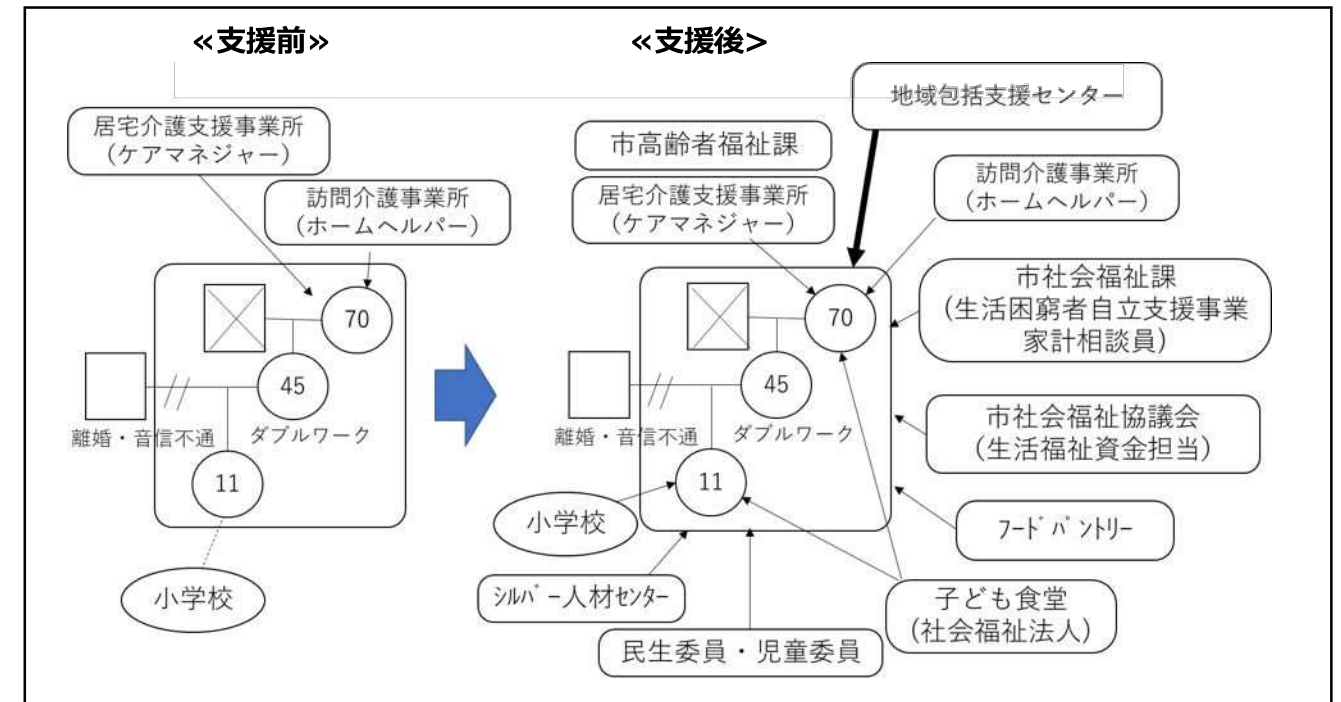 ≪支援前≫
≪支援後>
居宅介護支援事業所
(ケアマネジャー)
訪問介護事業所
(ホームヘルパー)
70
45
離婚・音信不通
ダブルワーク
11
小学校
地域包括支援センター
市高齢者福祉課
居宅介護支援事業所
(ケアマネジャー)
訪問介護事業所
(ホームヘルパー)
市社会福祉課
(生活困窮者自立支援事業
家計相談員)
70
45
離婚・音信不通
ダブルワーク
市社会福祉協議会
(生活福祉資金担当)
11
小学校
ﾌｰﾄﾞﾊﾟﾝﾄﾘｰ
ｼﾙﾊﾞｰ人材ｾﾝﾀｰ
子ども食堂
(社会福祉法人)
民生委員・児童委員